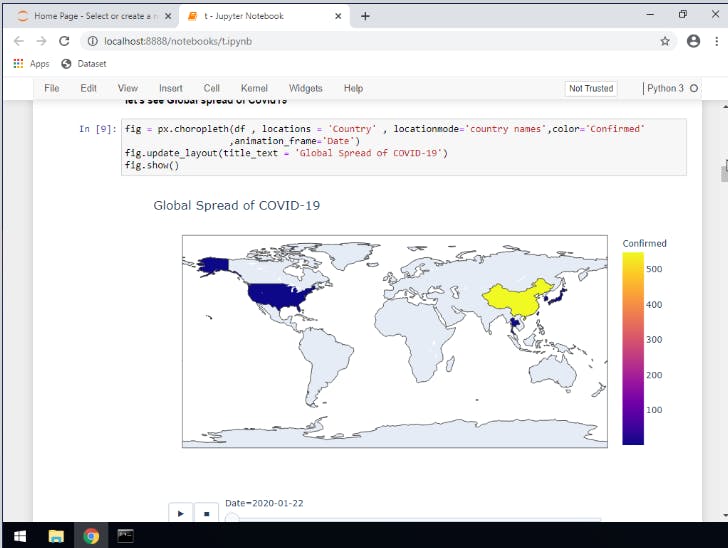 Home Page - Select or create a n
t - Jupyter Notebook
localhost:8888/notebooks/t.ipynb
Apps
Dataset
File Edit View Insert Cell Kernel Widgets Help
Not Trusted
Python 3
let's see Global spread of Covid19
In [9]:
fig = px.choropleth(df , locations = 'Country' , locationmode='country names',color='Confirmed'
,animation_frame='Date')
fig.update_layout(title_text = 'Global Spread of COVID-19')
fig.show()
Global Spread of COVID-19
Confirmed
500
400
300
200
100
Date=2020-01-22